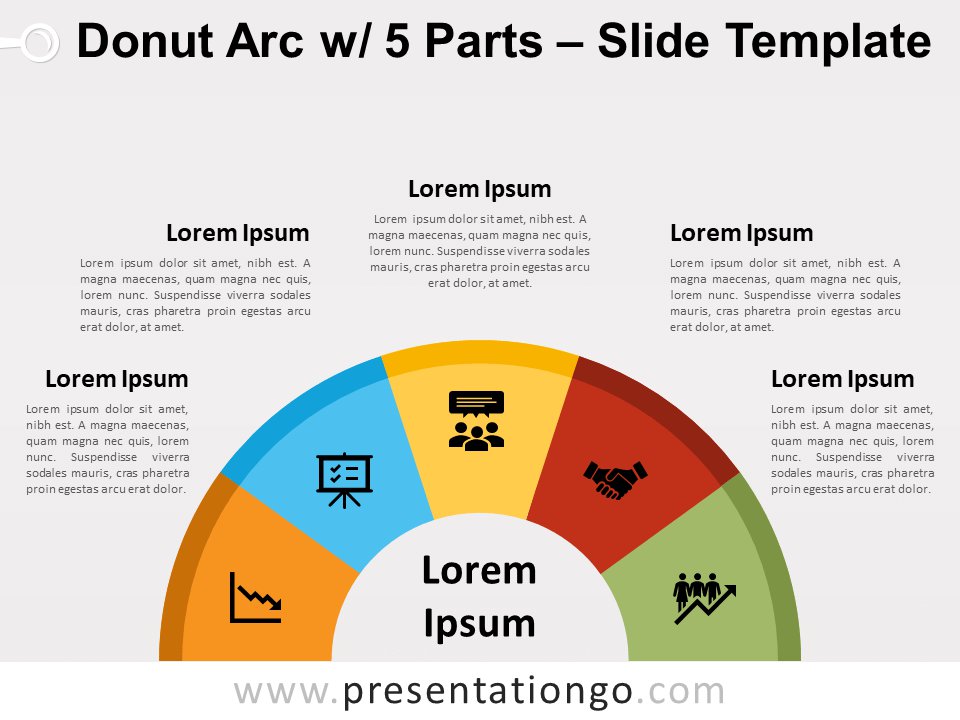 Donut Arc w/ 5 Parts – Slide Template
Lorem Ipsum
Lorem ipsum dolor sit amet, nibh est. A
magna maecenas, quam magna nec quis,
lorem nunc. Suspendisse viverra sodales
mauris, cras pharetra proin egestas arcu
erat dolor, at amet.
Lorem Ipsum
Lorem ipsum dolor sit amet, nibh est. A
magna maecenas, quam magna nec quis,
lorem nunc. Suspendisse viverra sodales
mauris, cras pharetra proin egestas arcu
erat dolor, at amet.
Lorem Ipsum
Lorem ipsum dolor sit amet, nibh est. A
magna maecenas, quam magna nec quis,
lorem nunc. Suspendisse viverra sodales
mauris, cras pharetra proin egestas arcu
erat dolor, at amet.
Lorem Ipsum
Lorem ipsum dolor sit amet,
nibh est. A magna maecenas,
quam magna nec quis, lorem
nunc. Suspendisse viverra
sodales mauris, cras pharetra
proin egestas arcu erat dolor.
Lorem Ipsum
Lorem ipsum dolor sit amet,
nibh est. A magna maecenas,
quam magna nec quis, lorem
nunc. Suspendisse viverra
sodales mauris, cras pharetra
proin egestas arcu erat dolor.
Lorem
Ipsum
www.presentationgo.com